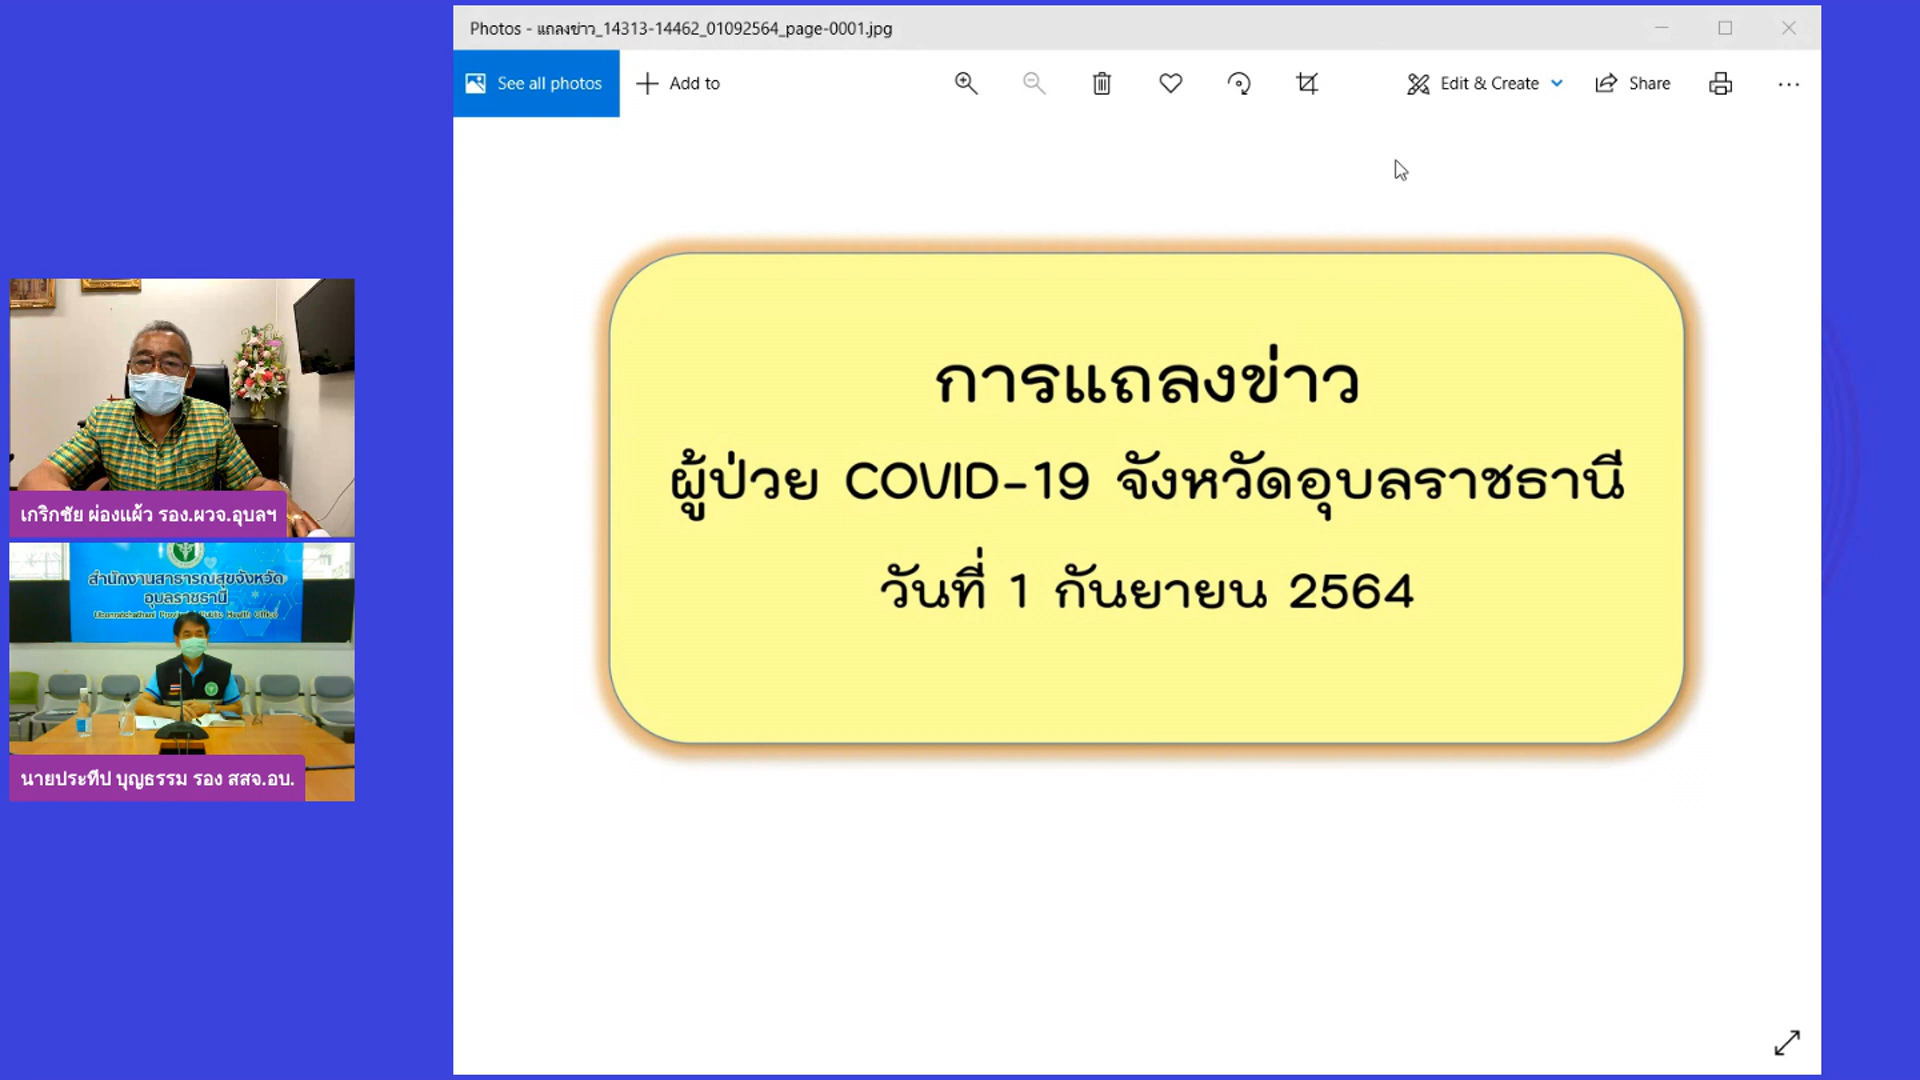 Photos - แถลงข่าว_14313-14462_01092564_page-0001.jpg
See all photos
Add to
Edit & Create
Share
การแถลงข่าว
ผู้ป่วย COVID-19 จังหวัดอุบลราชธานี
วันที่ 1 กันยายน 2564
เกริกชัย ผ่องแผ้ว รอง.ผวจ.อุบลฯ
สำนักงานสาธารณสุขจังหวัด
อุบลราชธานี
Ubonratchathani Provincial Public Health Office
นายประทีป บุญธรรม รอง สสจ.อบ.